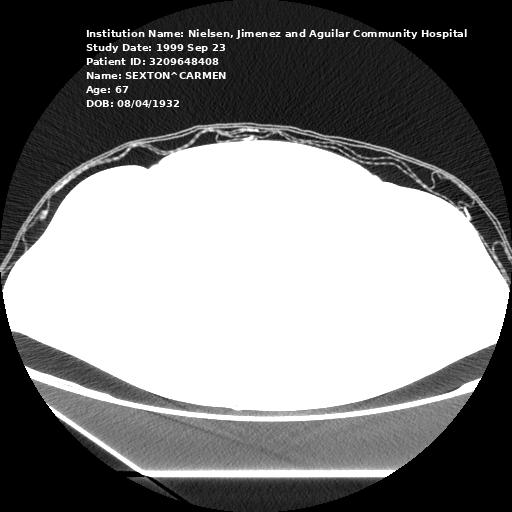 Institution Name: Nielsen, Jimenez and Aguilar Community Hospital
Study Date: 1999 Sep 23
Patient ID: 3209648408
Name: SEXTON^CARMEN
Age: 67
DOB: 08/04/1932